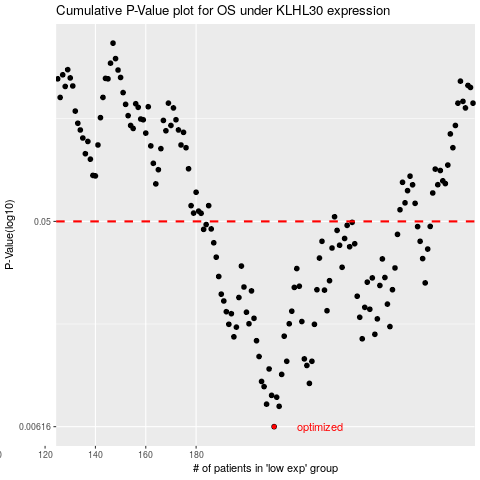 Cumulative P-Value plot for OS under KLHL30 expression
P-Value(log10)
0.05
0.00616
optimized
0 120 140 160 180
# of patients in 'low exp' group